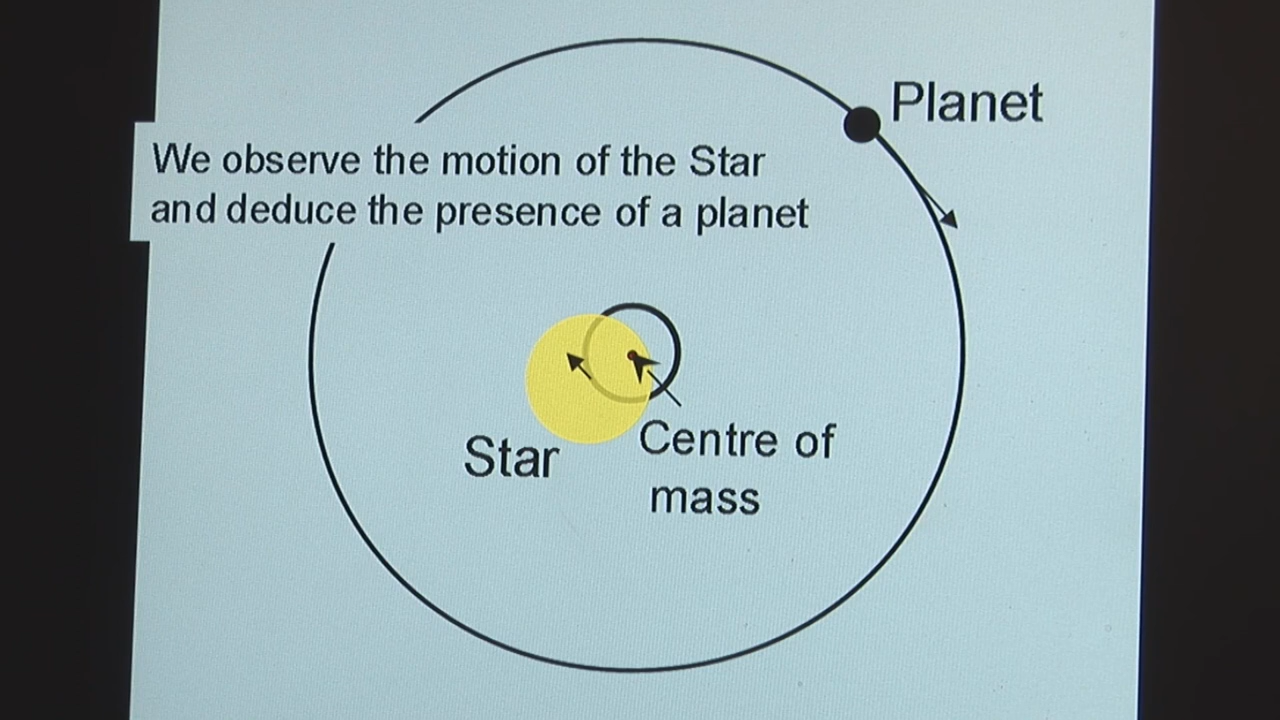 Planet
We observe the motion of the Star
and deduce the presence of a planet
Star
Centre of
mass